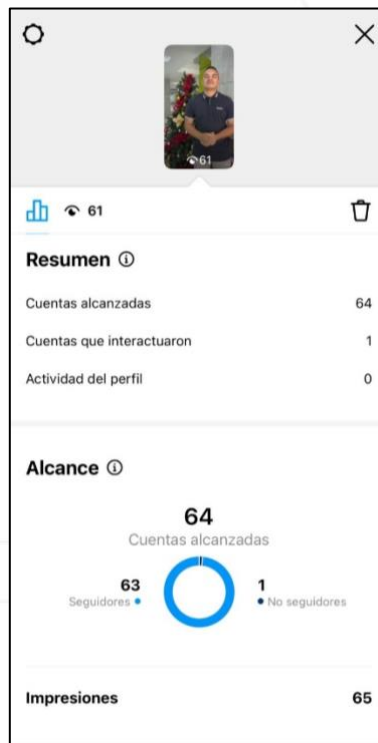 61
61
Resumen
Cuentas alcanzadas 64
Cuentas que interactuaron 1
Actividad del perfil 0
Alcance
64
Cuentas alcanzadas
63 1
Seguidores No seguidores
Impresiones 65